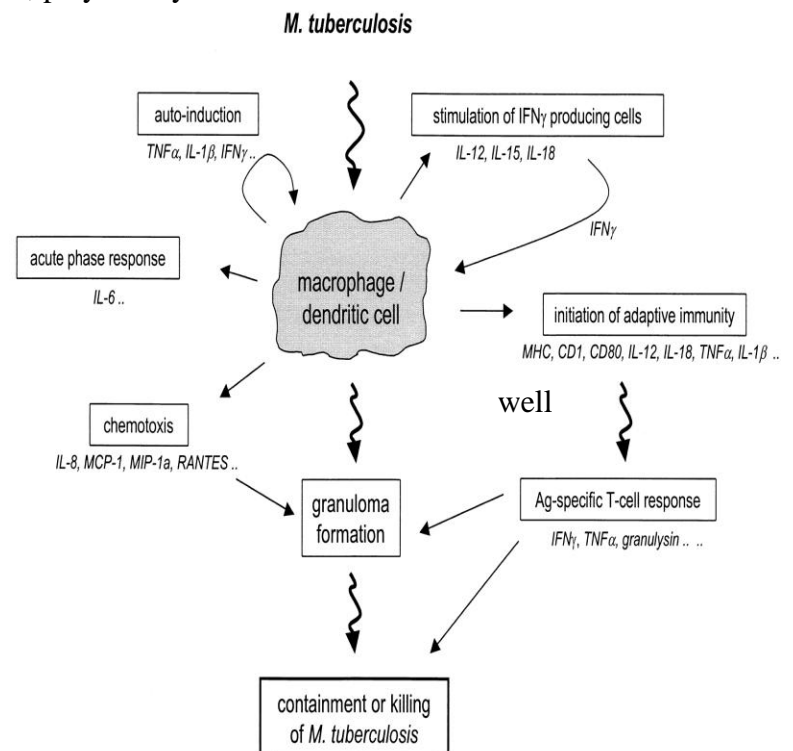 M. tuberculosis
auto-induction
TNFα, IL-1β, IFNγ ..
stimulation of IFNγ producing cells
IL-12, IL-15, IL-18
IFNγ
acute phase response
IL-6 ..
macrophage /
dendritic cell
initiation of adaptive immunity
MHC, CD1, CD80, IL-12, IL-18, TNFα, IL-1β ..
well
chemotoxis
IL-8, MCP-1, MIP-1a, RANTES ..
granuloma
formation
Ag-specific T-cell response
IFNγ, TNFα, granulysin .. ..
containment or killing
of M. tuberculosis